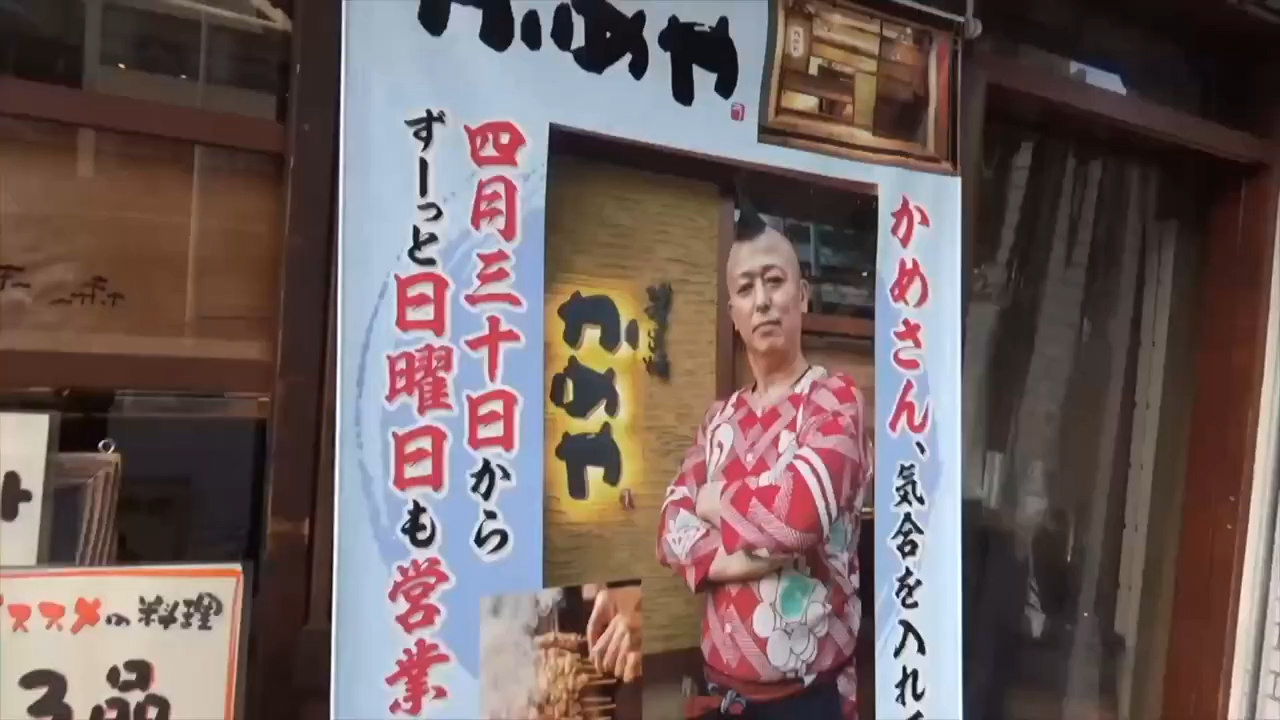 かめや
かめさん、気合を入れ
四月三十日から
ずーっと日曜日も営業
かめや
ススメの料理
3品